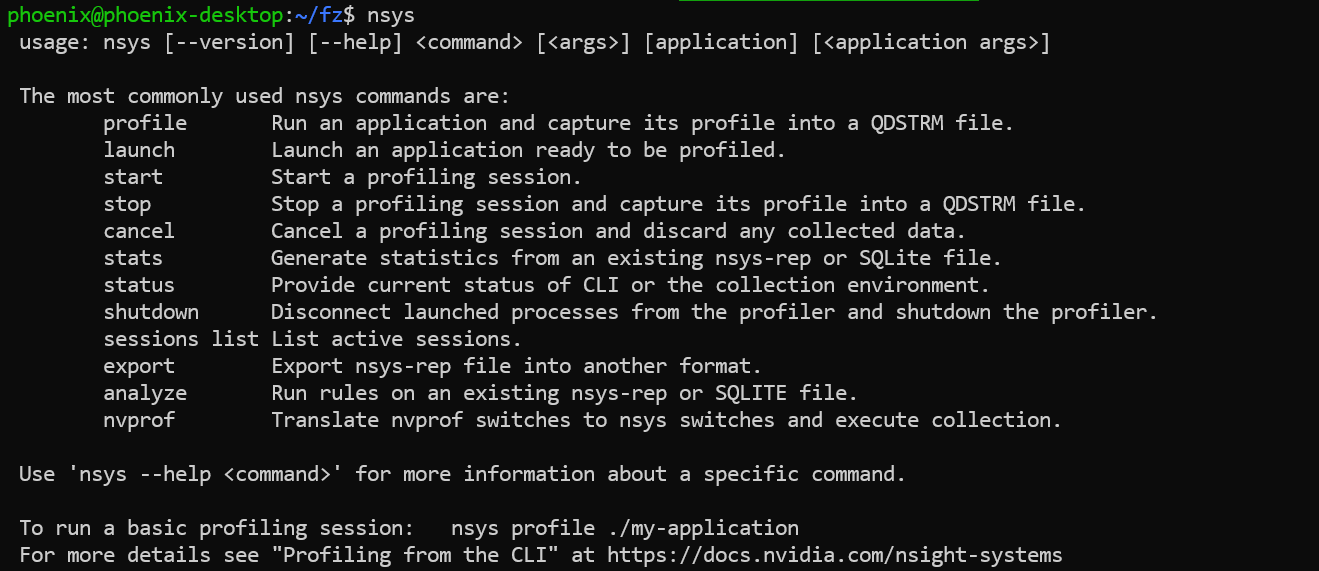 phoenix@phoenix-desktop:~/fz$ nsys
usage: nsys [--version] [--help] <command> [<args>] [application] [<application args>]
The most commonly used nsys commands are:
profile Run an application and capture its profile into a QDSTRM file.
launch Launch an application ready to be profiled.
start Start a profiling session.
stop Stop a profiling session and capture its profile into a QDSTRM file.
cancel Cancel a profiling session and discard any collected data.
stats Generate statistics from an existing nsys-rep or SQLite file.
status Provide current status of CLI or the collection environment.
shutdown Disconnect launched processes from the profiler and shutdown the profiler.
sessions list List active sessions.
export Export nsys-rep file into another format.
analyze Run rules on an existing nsys-rep or SQLITE file.
nvprof Translate nvprof switches to nsys switches and execute collection.
Use 'nsys --help <command>' for more information about a specific command.
To run a basic profiling session: nsys profile ./my-application
For more details see "Profiling from the CLI" at https://docs.nvidia.com/nsight-systems